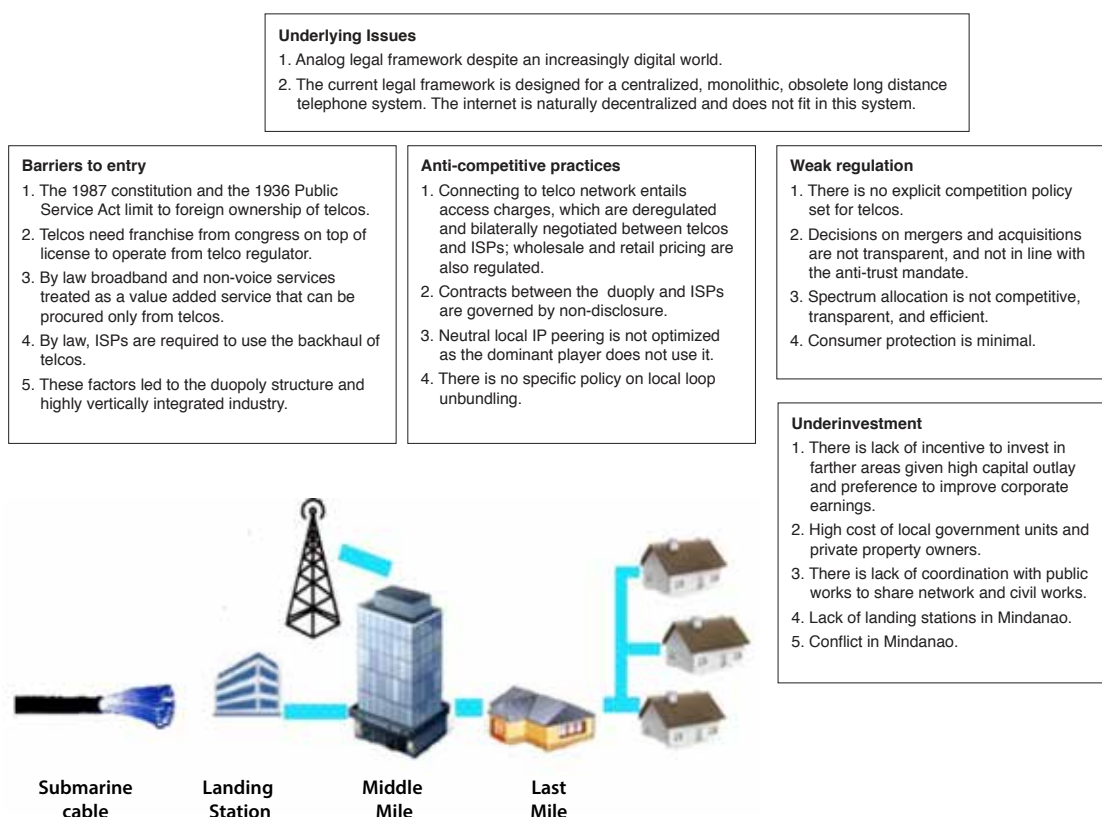 Underlying Issues
1. Analog legal framework despite an increasingly digital world.
2. The current legal framework is designed for a centralized, monolithic, obsolete long distance
telephone system. The internet is naturally decentralized and does not fit in this system.
Barriers to entry
1. The 1987 constitution and the 1936 Public
Service Act limit to foreign ownership of telcos.
2. Telcos need franchise from congress on top of
license to operate from telco regulator.
3. By law broadband and non-voice services
treated as a value added service that can be
procured only from telcos.
4. By law, ISPs are required to use the backhaul of
telcos.
5. These factors led to the duopoly structure and
highly vertically integrated industry.
Anti-competitive practices
1. Connecting to telco network entails
access charges, which are deregulated
and bilaterally negotiated between telcos
and ISPs; wholesale and retail pricing are
also regulated.
2. Contracts between the duoply and ISPs
are governed by non-disclosure.
3. Neutral local IP peering is not optimized
as the dominant player does not use it.
4. There is no specific policy on local loop
unbundling.
Weak regulation
1. There is no explicit competition policy
set for telcos.
2. Decisions on mergers and acquisitions
are not transparent, and not in line with
the anti-trust mandate.
3. Spectrum allocation is not competitive,
transparent, and efficient.
4. Consumer protection is minimal.
Underinvestment
1. There is lack of incentive to invest in
farther areas given high capital outlay
and preference to improve corporate
earnings.
2. High cost of local government units and
private property owners.
3. There is lack of coordination with public
works to share network and civil works.
4. Lack of landing stations in Mindanao.
5. Conflict in Mindanao.
Submarine
cable
Landing
Station
Middle
Mile
Last
Mile